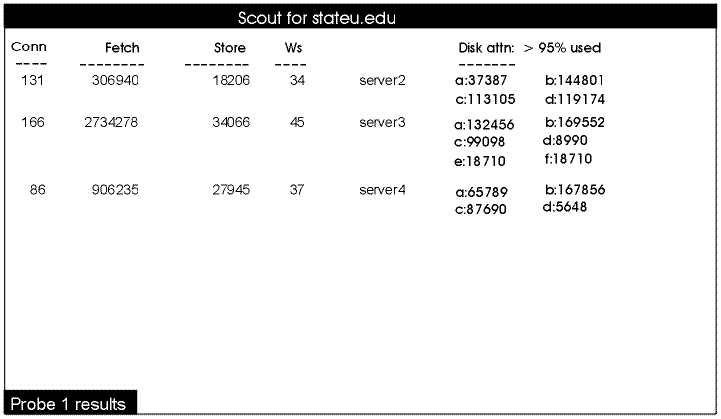 Scout for stateu.edu
Conn Fetch Store Ws Disk attn: > 95% used
---- -------- -------- ---- -------
131 306940 18206 34 server2 a:37387 b:144801
c:113105 d:119174
166 2734278 34066 45 server3 a:132456 b:169552
c:99098 d:8990
e:18710 f:18710
86 906235 27945 37 server4 a:65789 b:167856
c:87690 d:5648
Probe 1 results